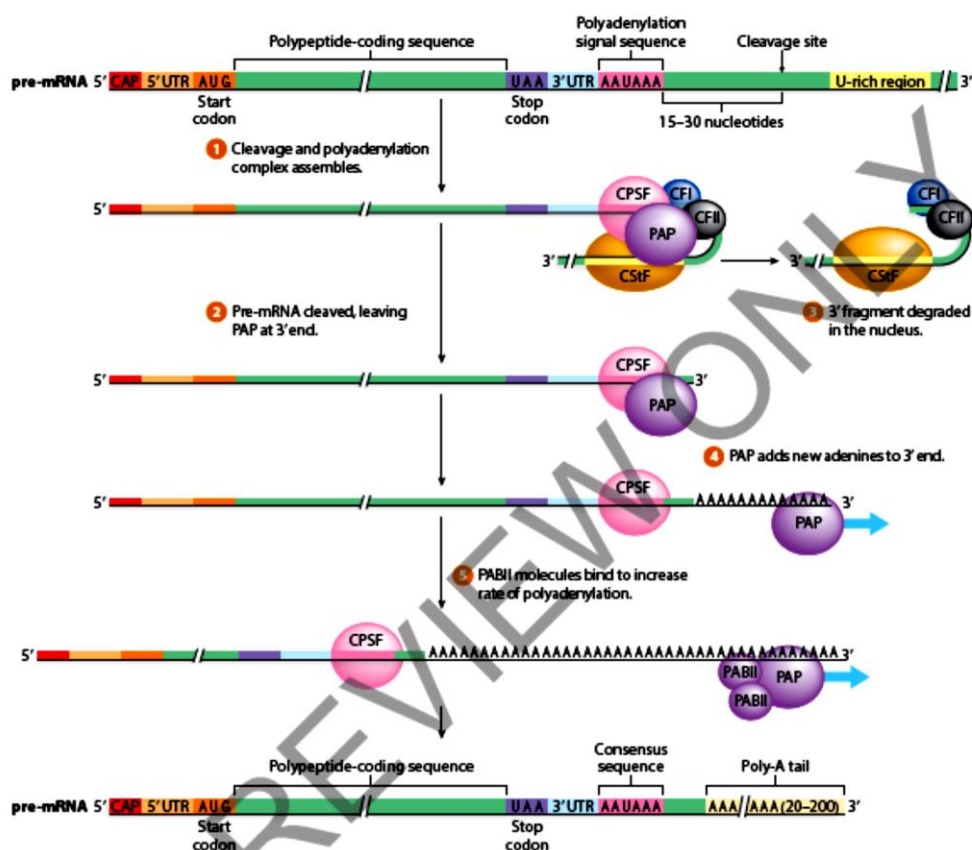 Polypeptide-coding sequence
Polyadenylation
signal sequence
Cleavage site
pre-mRNA 5′ CAP 5′ UTR AUG UAA 3′ UTR AAUAAA U-rich region 3′
Start
codon
Stop
codon
15–30 nucleotides
1 Cleavage and polyadenylation
complex assembles.
5′
CPSF
CFI
CFII
PAP
3′
CStF
CFI
CFII
3′
CStF
2 Pre-mRNA cleaved, leaving
PAP at 3′ end.
3 3′ fragment degraded
in the nucleus.
5′
CPSF
3′
PAP
4 PAP adds new adenines to 3′ end.
5′
CPSF
AAAAAAAAAAAAA 3′
PAP
5 PABII molecules bind to increase
rate of polyadenylation.
5′
CPSF
3′
PABII
PAP
PABII
Polypeptide-coding sequence
Consensus
sequence
Poly-A tail
pre-mRNA 5′ CAP 5′ UTR AUG UAA 3′ UTR AAUAAA AAA AAA (20–200) 3′
Start
codon
Stop
codon
REVIEW ONLY